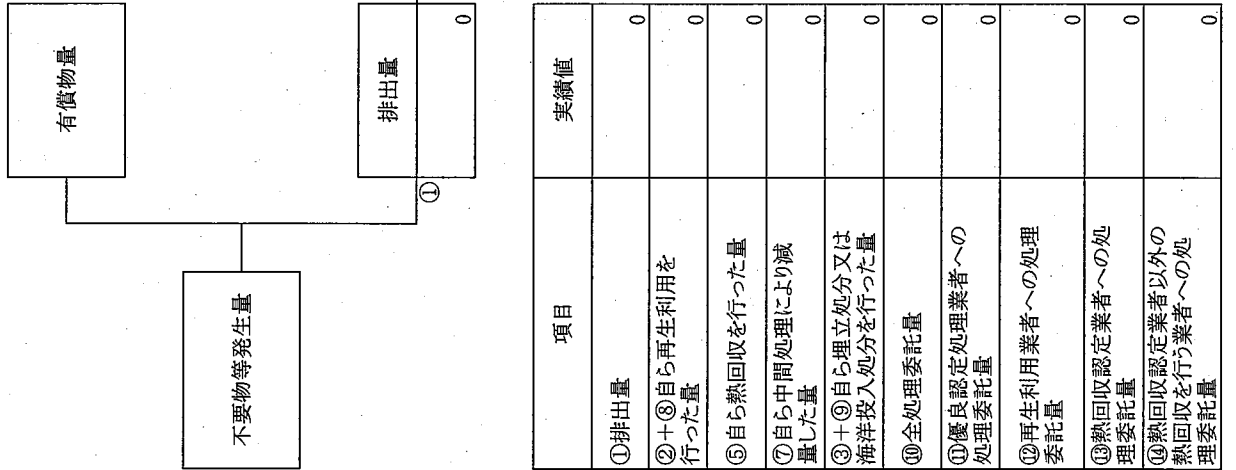 不要物等発生量
有償物量
①
排出量
0
項目
実績値
①排出量
0
②+⑧自ら再生利用を
行った量
0
⑤自ら熱回収を行った量
0
⑦自ら中間処理により減
量した量
0
③+⑨自ら埋立処分又は
海洋投入処分を行った量
0
⑩全処理委託量
0
⑪優良認定処理業者への
処理委託量
0
⑫再生利用業者への処理
委託量
0
⑬熱回収認定業者への処
理委託量
0
⑭熱回収認定業者以外の
熱回収を行う業者への処
理委託量
0